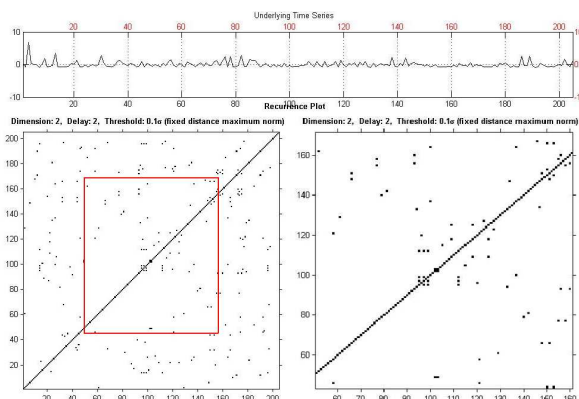 Underlying Time Series
20 40 60 80 100 120 140 160 180 200
10 10
0 0
-10 -10
20 40 60 80 100 120 140 160 180 200
Recurrence Plot
Dimension: 2, Delay: 2, Threshold: 0.1σ (fixed distance maximum norm)
Dimension: 2, Delay: 2, Threshold: 0.1σ (fixed distance maximum norm)
200
180
160
140
120
100
80
60
40
20
20 40 60 80 100 120 140 160 180 200
160
140
120
100
80
60
60 70 80 90 100 110 120 130 140 150 160